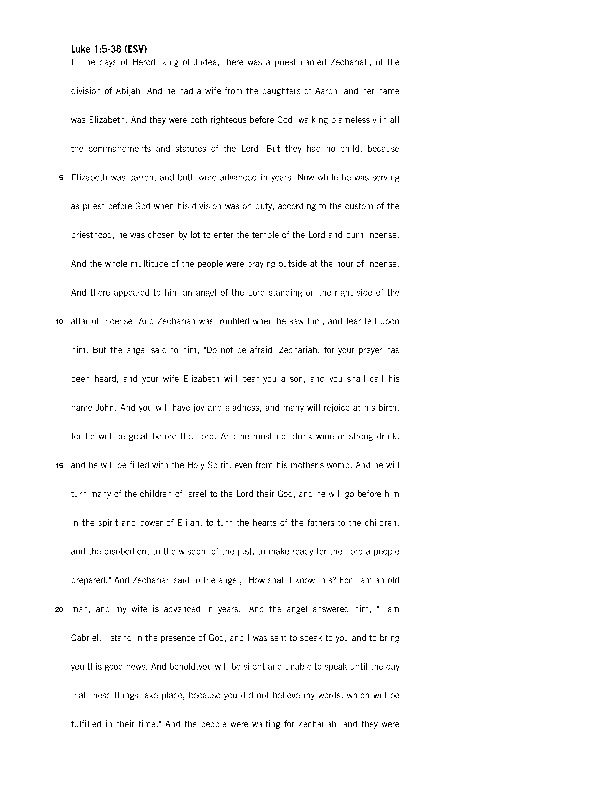 Luke 1:5-38 (ESV)
In the days of Herod, king of Judea, there was a priest named Zechariah, of the
division of Abijah. And he had a wife from the daughters of Aaron, and her name
was Elizabeth. And they were both righteous before God, walking blamelessly in all
the commandments and statutes of the Lord. But they had no child, because
5 Elizabeth was barren, and both were advanced in years. Now while he was serving
as priest before God when his division was on duty, according to the custom of the
priesthood, he was chosen by lot to enter the temple of the Lord and burn incense.
And the whole multitude of the people were praying outside at the hour of incense.
And there appeared to him an angel of the Lord standing on the right side of the
10 altar of incense. And Zechariah was troubled when he saw him, and fear fell upon
him. But the angel said to him, "Do not be afraid, Zechariah, for your prayer has
been heard, and your wife Elizabeth will bear you a son, and you shall call his
name John. And you will have joy and gladness, and many will rejoice at his birth,
for he will be great before the Lord. And he must not drink wine or strong drink,
15 and he will be filled with the Holy Spirit, even from his mother's womb. And he will
turn many of the children of Israel to the Lord their God, and he will go before him
in the spirit and power of Elijah, to turn the hearts of the fathers to the children,
and the disobedient to the wisdom of the just, to make ready for the Lord a people
prepared." And Zechariah said to the angel, "How shall I know this? For I am an old
20 man, and my wife is advanced in years." And the angel answered him, "I am
Gabriel. I stand in the presence of God, and I was sent to speak to you and to bring
you this good news. And behold, you will be silent and unable to speak until the day
that these things take place, because you did not believe my words, which will be
fulfilled in their time." And the people were waiting for Zechariah, and they were